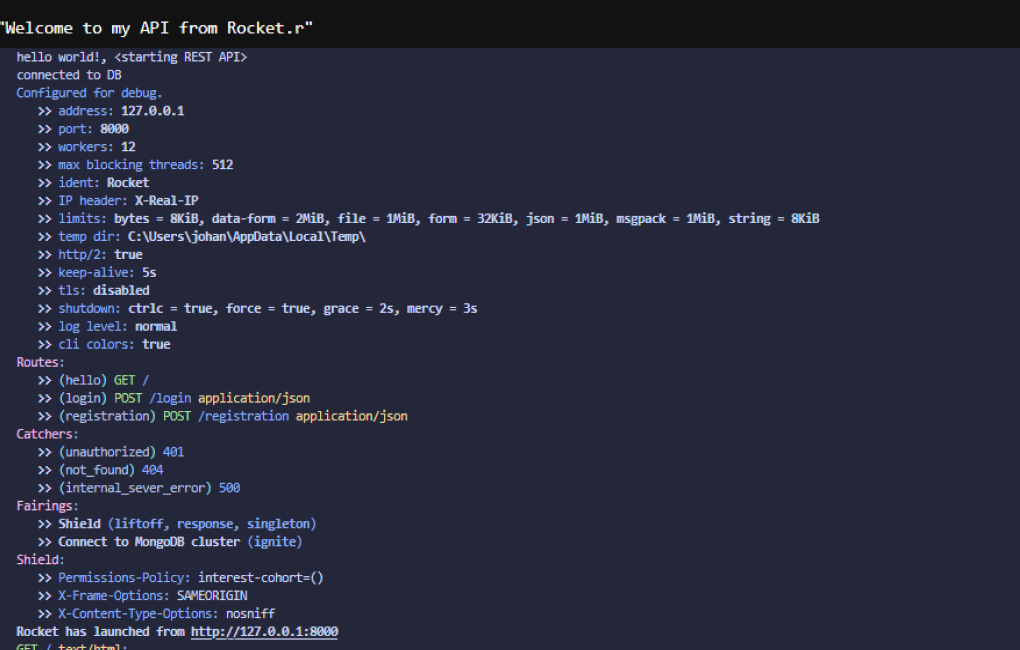 "Welcome to my API from Rocket.r"
hello world!, <starting REST API>
connected to DB
Configured for debug.
>> address: 127.0.0.1
>> port: 8000
>> workers: 12
>> max blocking threads: 512
>> ident: Rocket
>> IP header: X-Real-IP
>> limits: bytes = 8KiB, data-form = 2MiB, file = 1MiB, form = 32KiB, json = 1MiB, msgpack = 1MiB, string = 8KiB
>> temp dir: C:\Users\johan\AppData\Local\Temp\
>> http/2: true
>> keep-alive: 5s
>> tls: disabled
>> shutdown: ctrlc = true, force = true, grace = 2s, mercy = 3s
>> log level: normal
>> cli colors: true
Routes:
>> (hello) GET /
>> (login) POST /login application/json
>> (registration) POST /registration application/json
Catchers:
>> (unauthorized) 401
>> (not_found) 404
>> (internal_sever_error) 500
Fairings:
>> Shield (liftoff, response, singleton)
>> Connect to MongoDB cluster (ignite)
Shield:
>> Permissions-Policy: interest-cohort=()
>> X-Frame-Options: SAMEORIGIN
>> X-Content-Type-Options: nosniff
Rocket has launched from http://127.0.0.1:8000
GET / text/html: